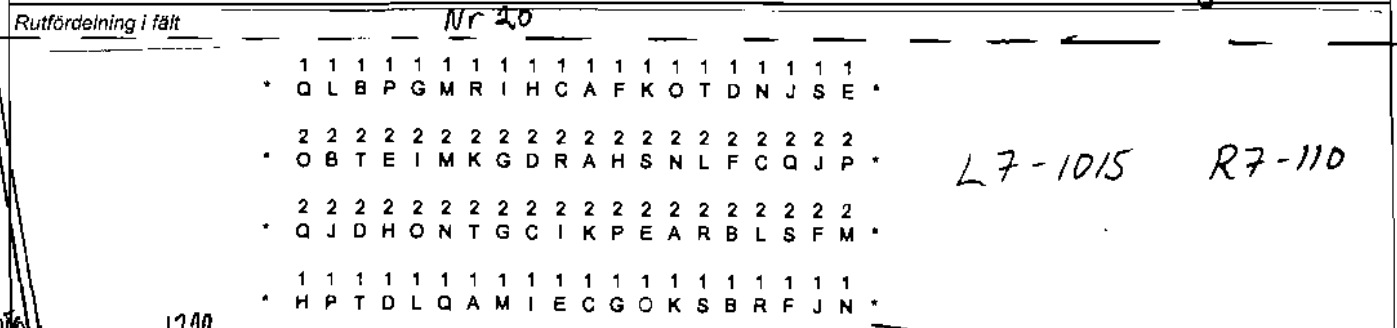 Rutfördelning i fält Nr 20
1 1 1 1 1 1 1 1 1 1 1 1 1 1 1 1 1 1 1 1
* Q L B P G M R I H C A F K O T D N J S E *
2 2 2 2 2 2 2 2 2 2 2 2 2 2 2 2 2 2 2 2
* O B T E I M K G D R A H S N L F C Q J P * L7-1015 R7-110
2 2 2 2 2 2 2 2 2 2 2 2 2 2 2 2 2 2 2 2
* Q J D H O N T G C I K P E A R B L S F M *
1 1 1 1 1 1 1 1 1 1 1 1 1 1 1 1 1 1 1 1
* H P T D L Q A M I E C G O K S B R F J N *